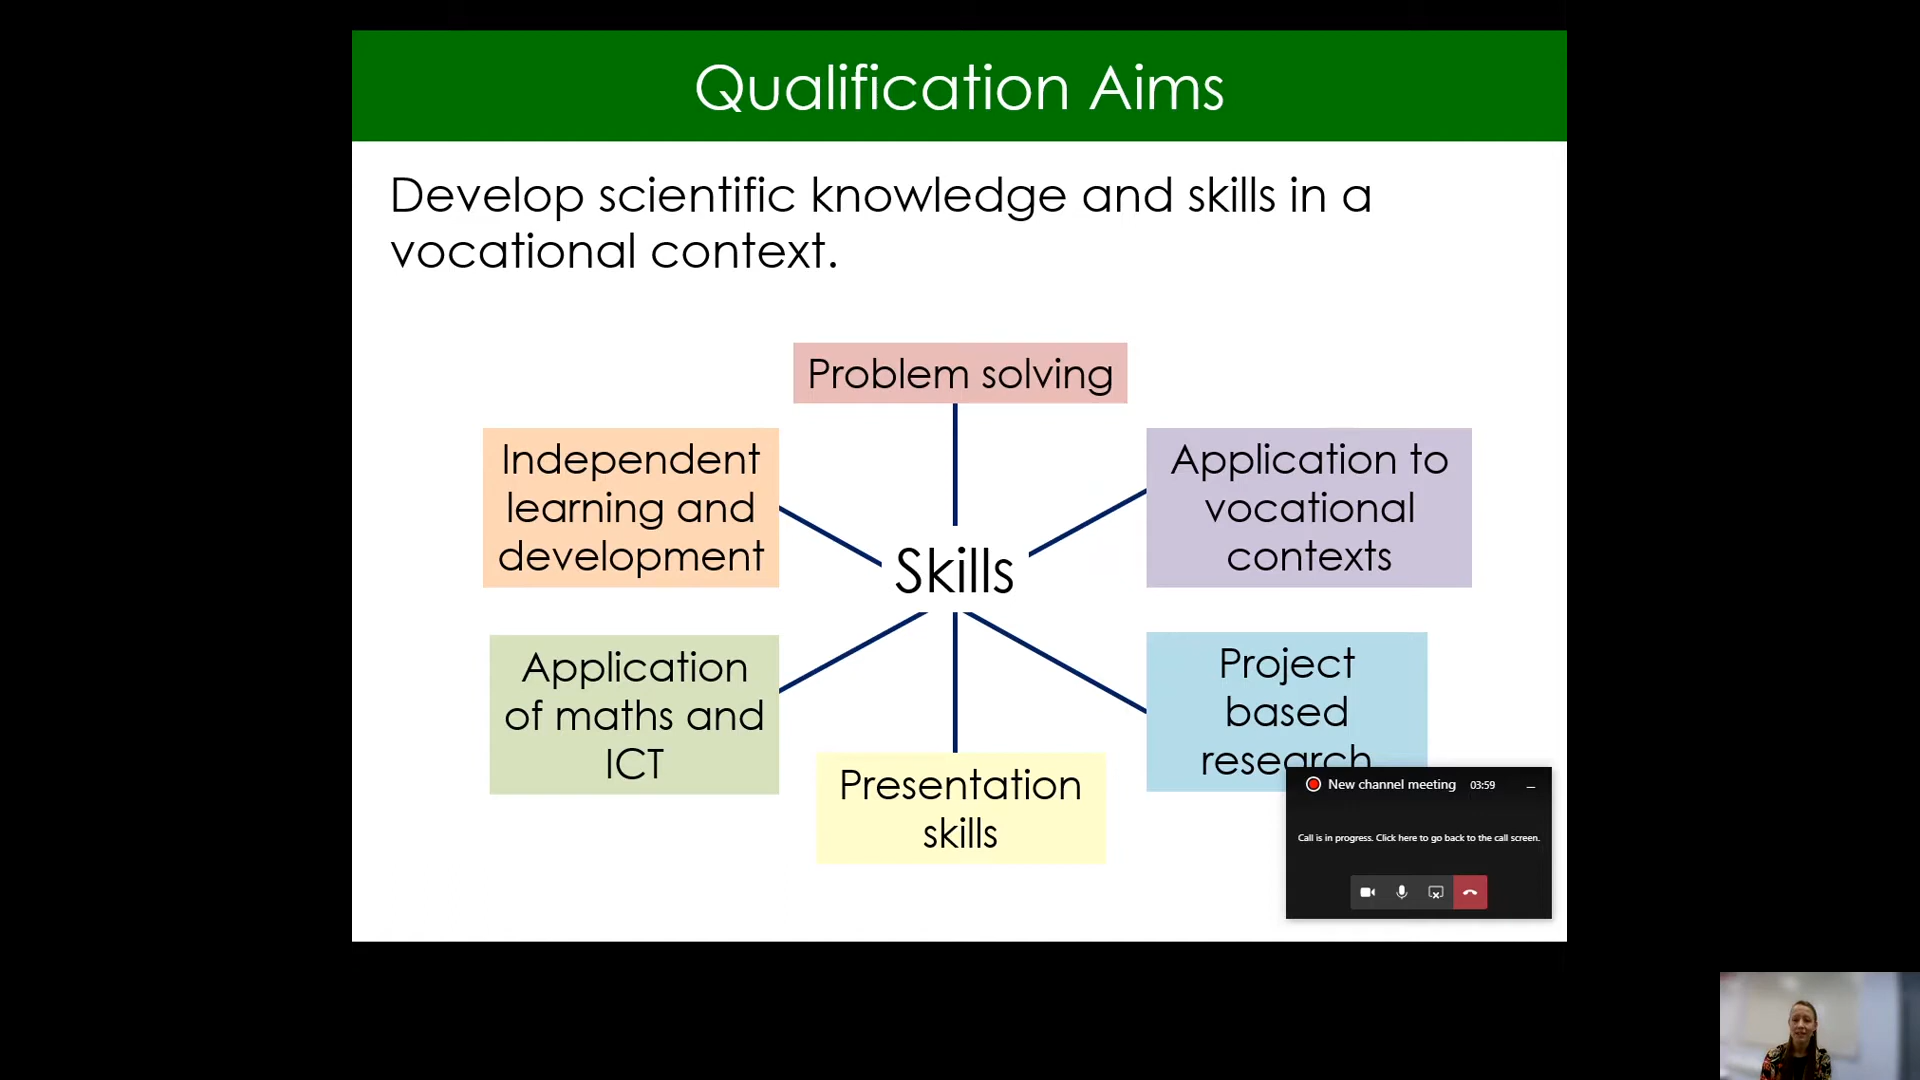 Qualification Aims
Develop scientific knowledge and skills in a
vocational context.
Problem solving
Independent
learning and
development
Application to
vocational
contexts
Skills
Application
of maths and
ICT
Project
based
research
Presentation
skills
New channel meeting 03:59
Call is in progress. Click here to go back to the call screen.